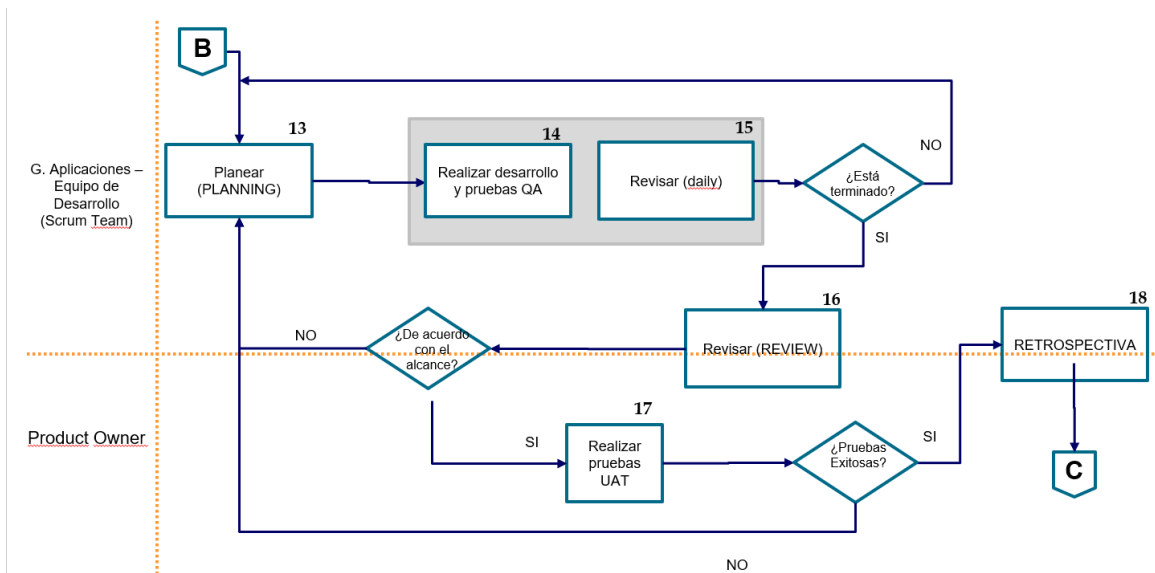 B
13
Planear
(PLANNING)
14
Realizar desarrollo
y pruebas QA
15
Revisar (daily)
¿Está
terminado?
NO
SI
G. Aplicaciones –
Equipo de
Desarrollo
(Scrum Team)
16
Revisar (REVIEW)
¿De acuerdo
con el
alcance?
NO
SI
18
RETROSPECTIVA
Product Owner
17
Realizar
pruebas
UAT
¿Pruebas
Exitosas?
SI
NO
C